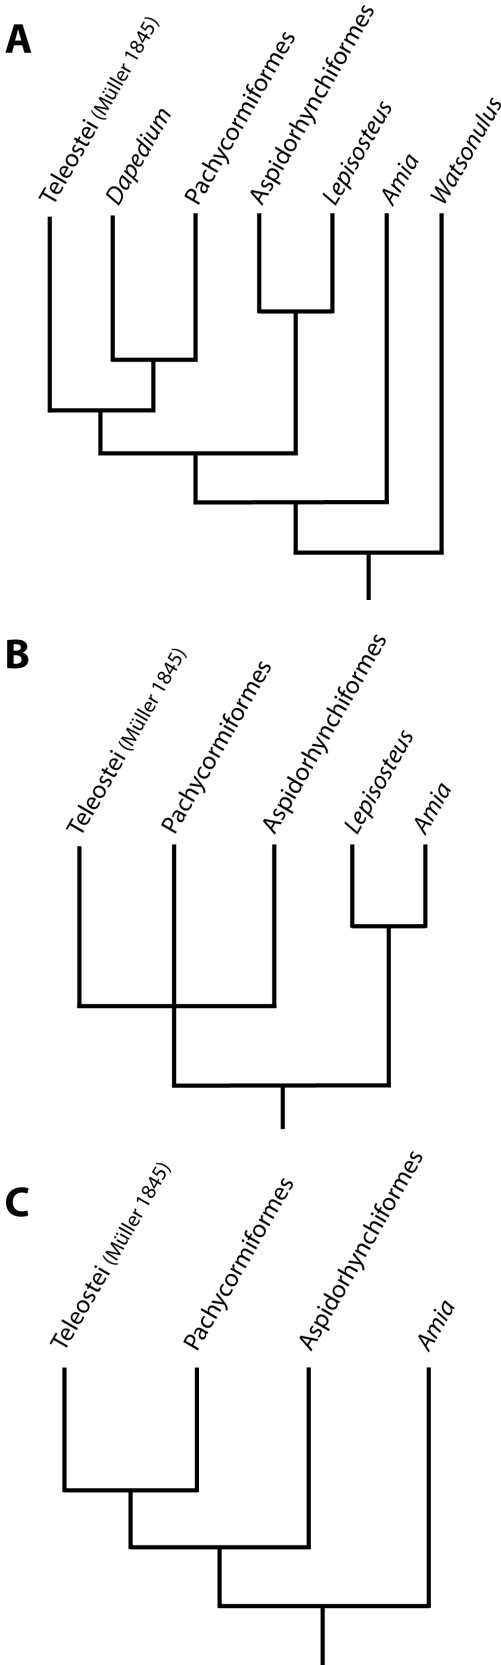 A
Teleostei (Müller 1845)
Dapedium
Pachycormiformes
Aspidorhynchiformes
Lepisosteus
Amia
Watsonulus
B
Teleostei (Müller 1845)
Pachycormiformes
Aspidorhynchiformes
Lepisosteus
Amia
C
Teleostei (Müller 1845)
Pachycormiformes
Aspidorhynchiformes
Amia